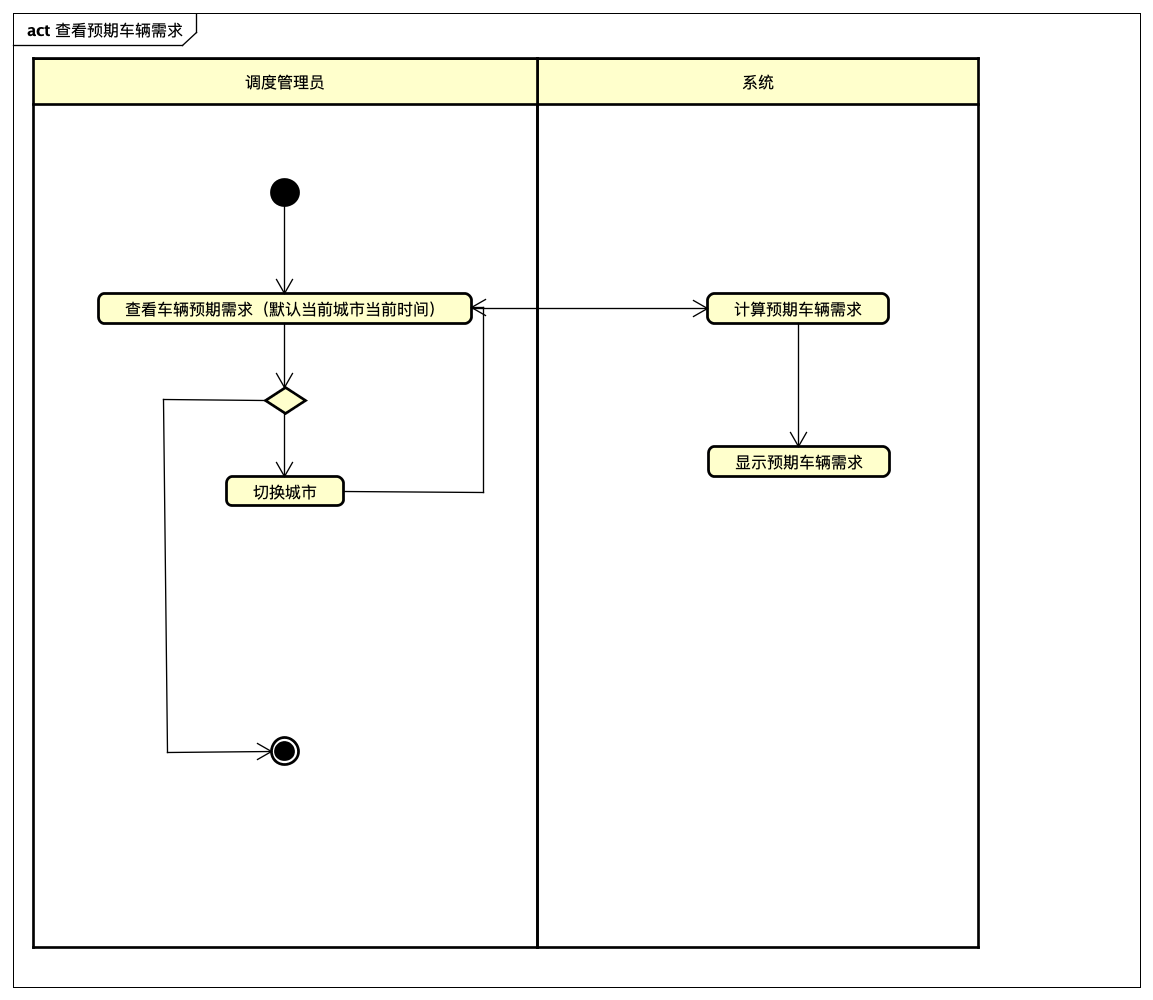 act 查看预期车辆需求
调度管理员
系统
查看车辆预期需求（默认当前城市当前时间）
计算预期车辆需求
显示预期车辆需求
切换城市